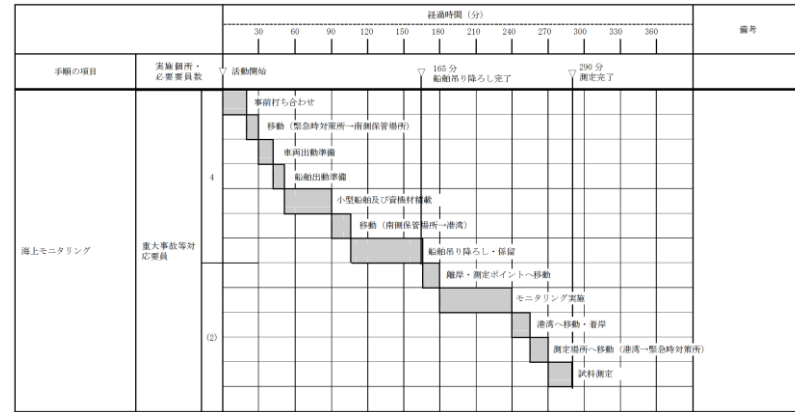 経過時間（分）
備考
30 60 90 120 150 180 210 240 270 300 330 360
手順の項目
実施個所・
必要要員数
▽ 活動開始
▽ 165 分
船舶吊り降ろし完了
▽ 290 分
測定完了
海上モニタリング
重大事故等対
応要員
4
(2)
事前打ち合わせ
移動（緊急時対策所→南側保管場所）
車両出動準備
船舶出動準備
小型船舶及び資機材積載
移動（南側保管場所→港湾）
船舶吊り降ろし・係留
離岸・測定ポイントへ移動
モニタリング実施
港湾へ移動・着岸
測定場所へ移動（港湾→緊急時対策所）
試料測定